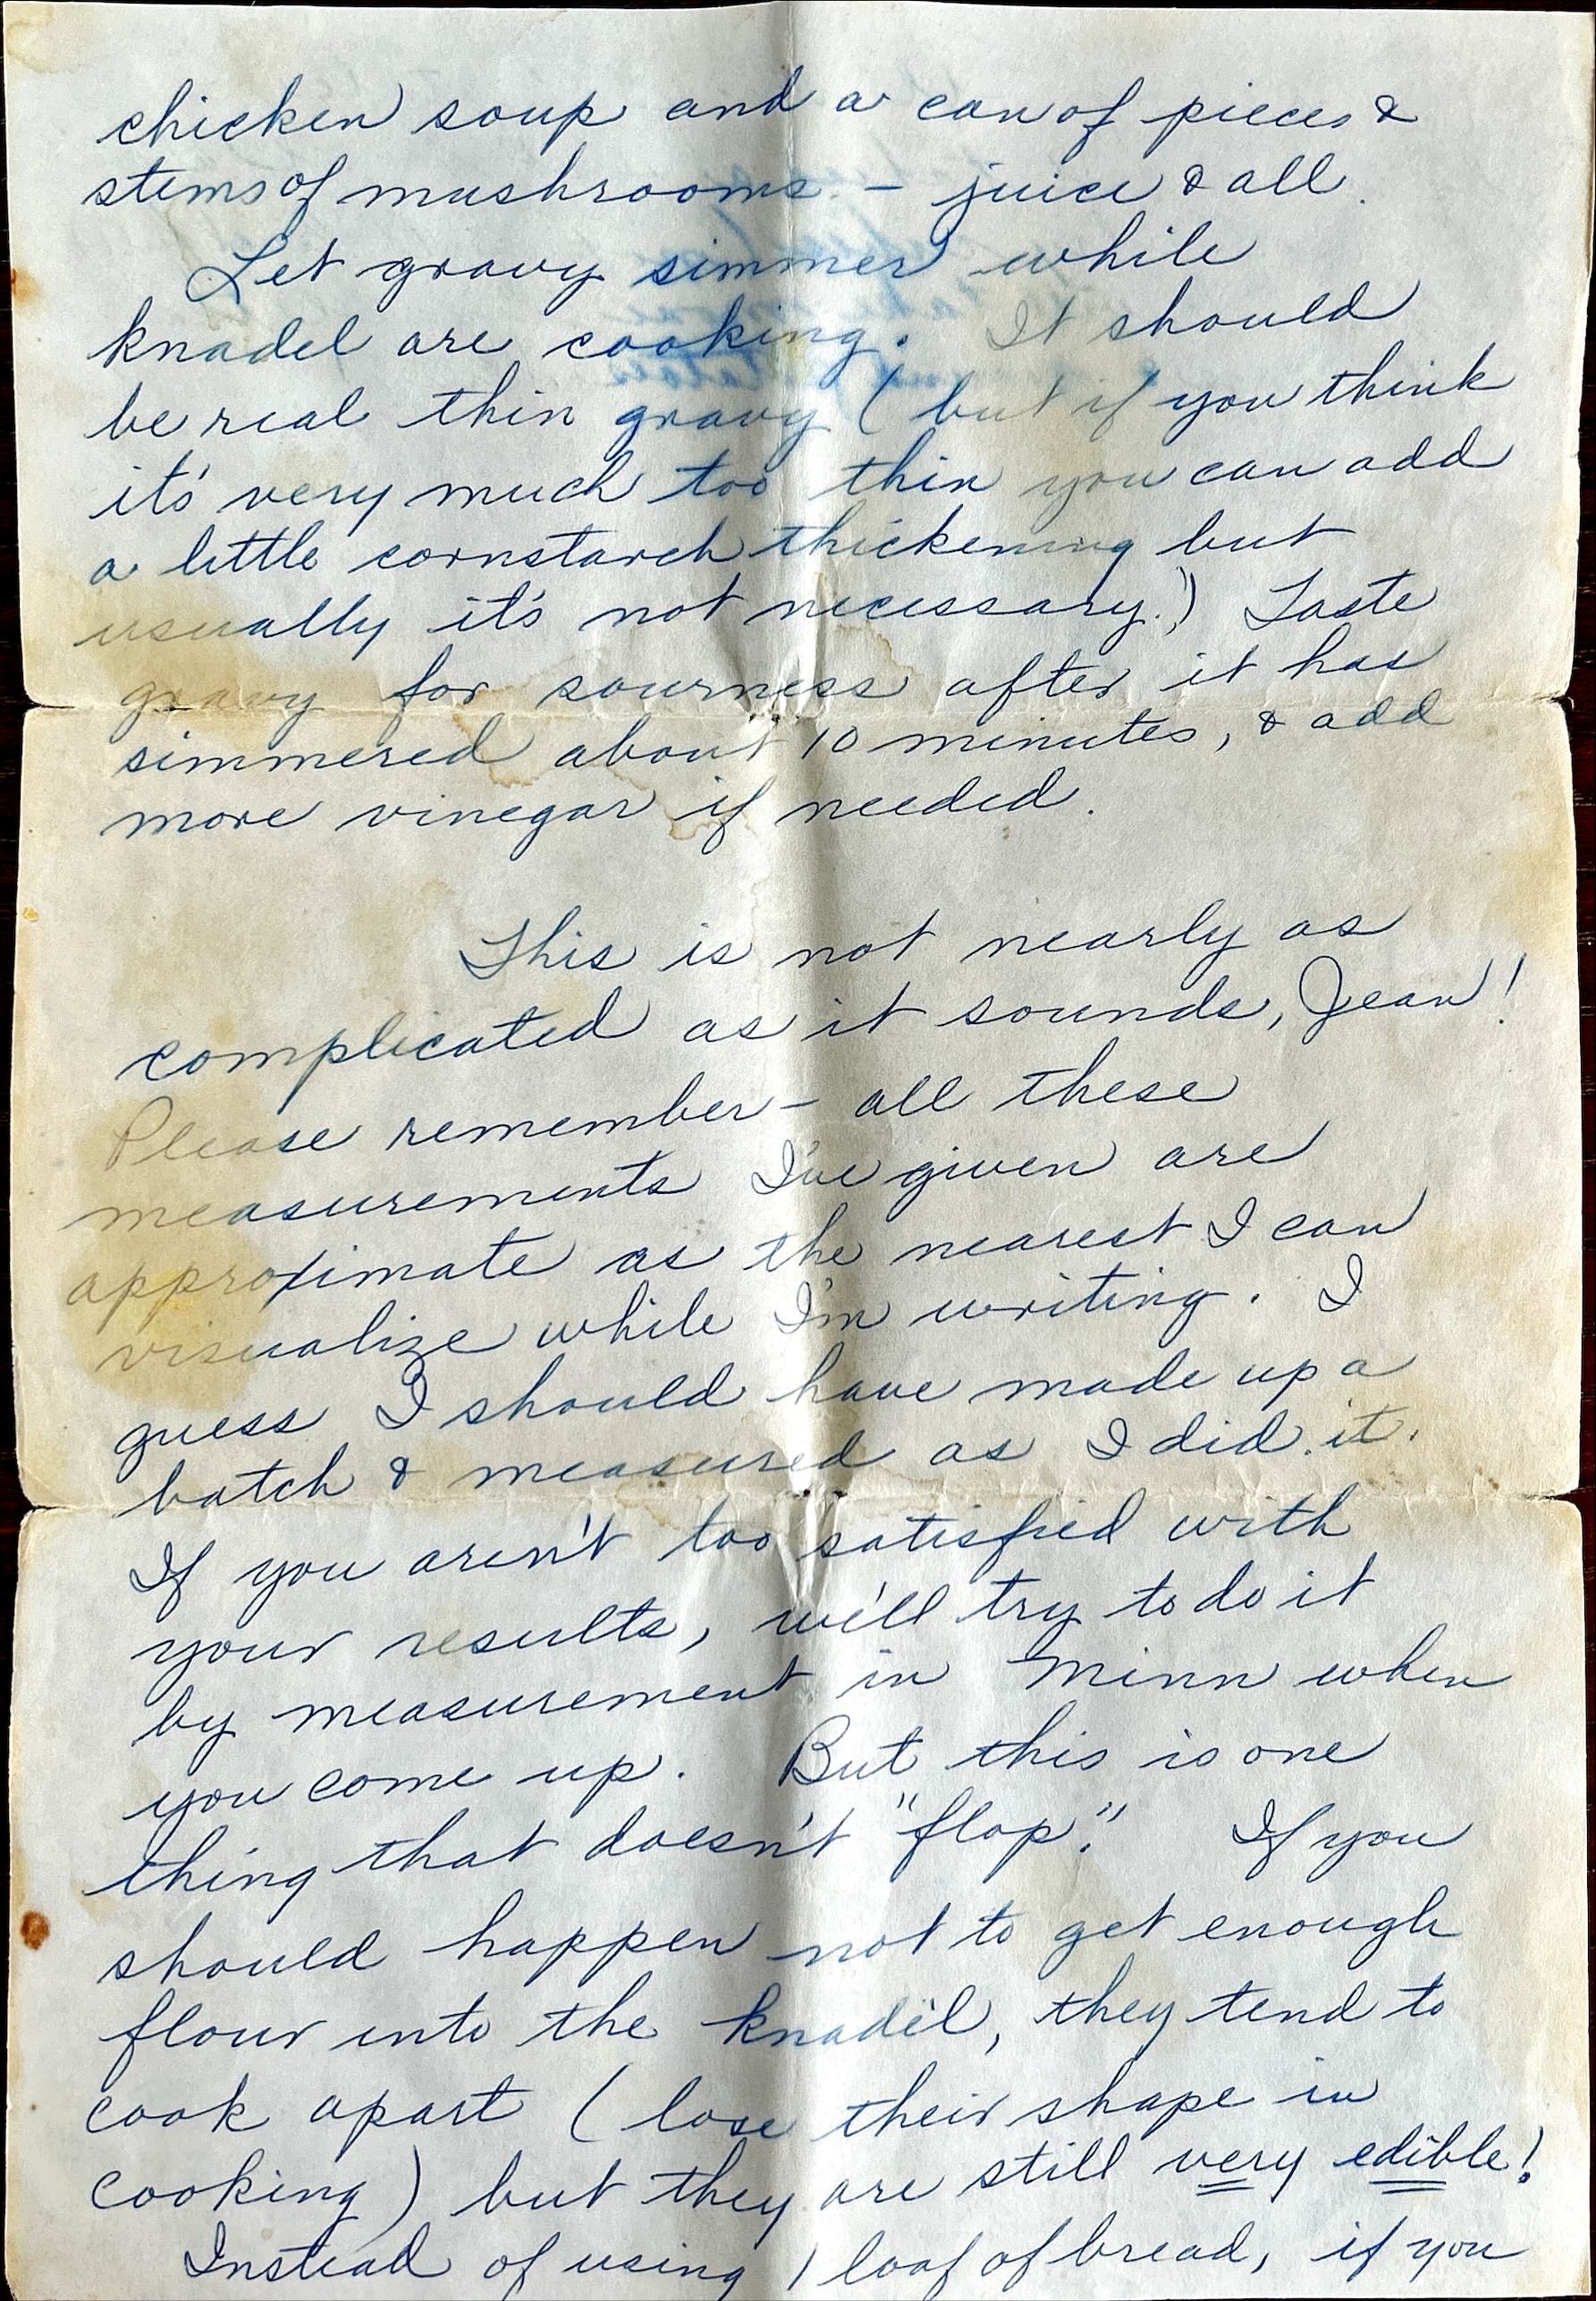 chicken soup and a can of pieces &
stems of mushrooms - juice & all.
Let gravy simmer while
knadel are cooking. It should
be real thin gravy (but if you think
it's very much too thin you can add
a little cornstarch thickening but
usually it's not necessary.) Taste
gravy for sourness after it has
simmered about 10 minutes, & add
more vinegar if needed.
This is not nearly as
complicated as it sounds, Jean!
Please remember - all these
measurements I've given are
approximate as the nearest I can
visualize while I'm writing. I
guess I should have made up a
batch & measured as I did it.
If you aren't too satisfied with
your results, we'll try to do it
by measurement in Minn when
you come up. But this is one
thing that doesn't "flop". If you
should happen not to get enough
flour into the knadel, they tend to
cook apart (lose their shape in
cooking) but they are still very edible!
Instead of using 1 loaf of bread, if you